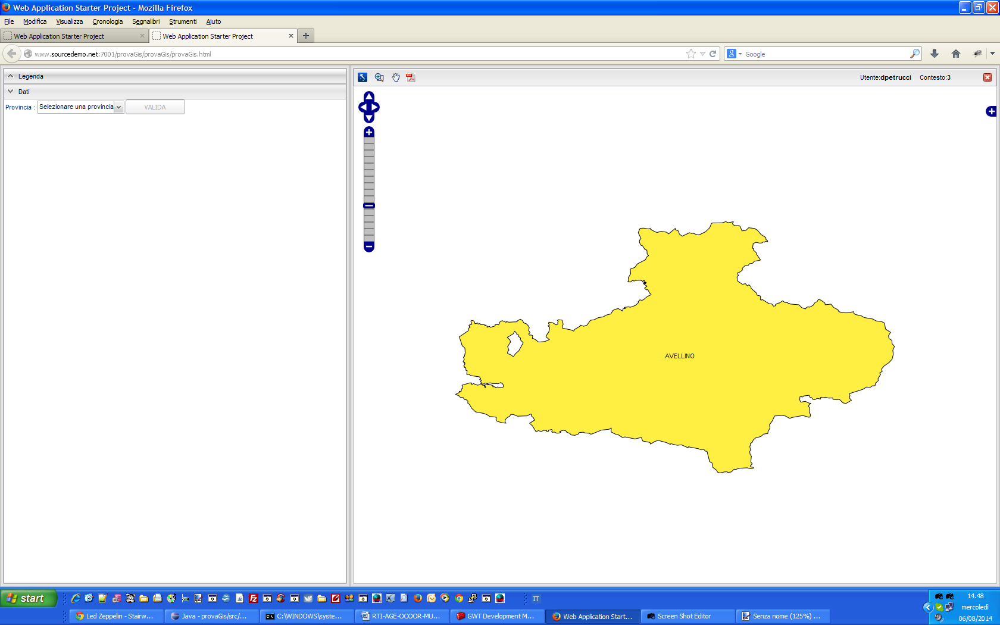 Web Application Starter Project - Mozilla Firefox
File Modifica Visualizza Cronologia Segnalibri Strumenti Aiuto
Web Application Starter Project
Web Application Starter Project
www.sourcedemo.net:7001/provaGis/provaGis/provaGis.html
Google
Legenda
Dati
Provincia : Selezionare una provincia VALIDA
Utente:dpetrucci Contesto:3
AVELLINO
start
IT
14.48
mercoledì
06/08/2014
Led Zeppelin - Stairw...
Java - provaGis/src/...
C:\WINDOWS\syste...
RTI-AGE-OCOOR-MU...
GWT Development M...
Web Application Start...
Screen Shot Editor
Senza nome (125%) ...